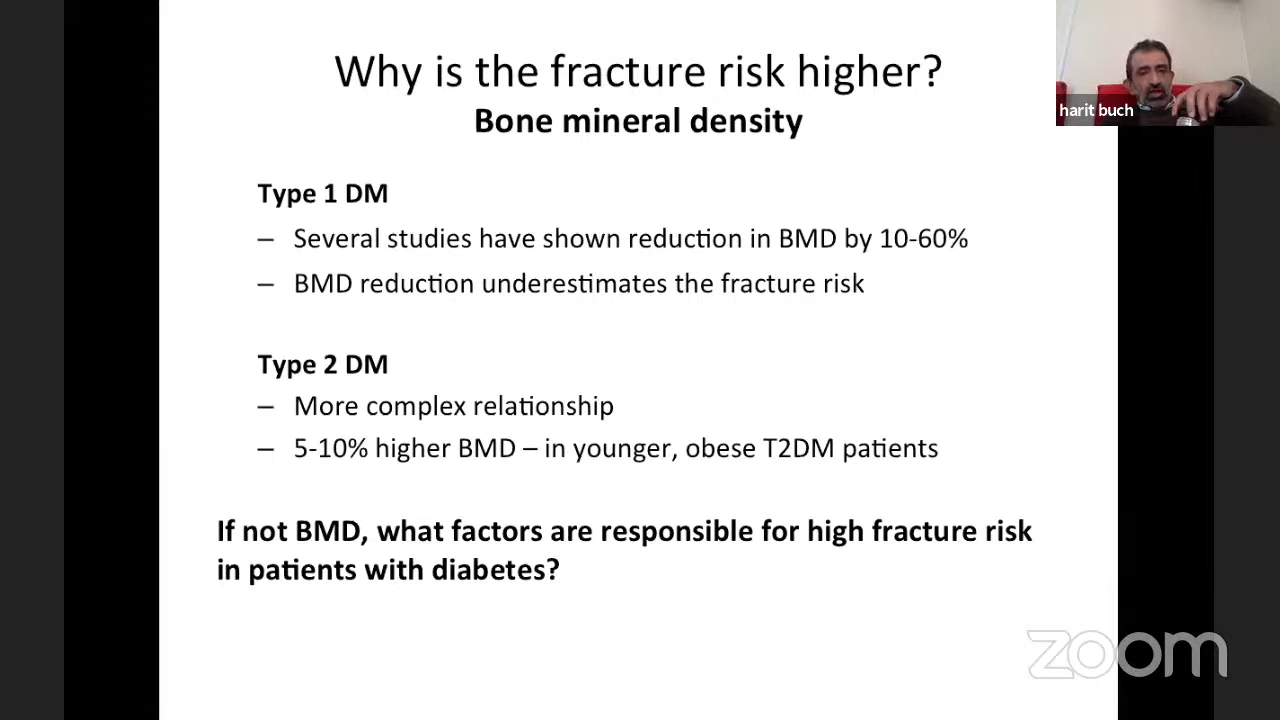 Why is the fracture risk higher?
Bone mineral density
harit buch
Type 1 DM
– Several studies have shown reduction in BMD by 10-60%
– BMD reduction underestimates the fracture risk
Type 2 DM
– More complex relationship
– 5-10% higher BMD – in younger, obese T2DM patients
If not BMD, what factors are responsible for high fracture risk
in patients with diabetes?
zoom